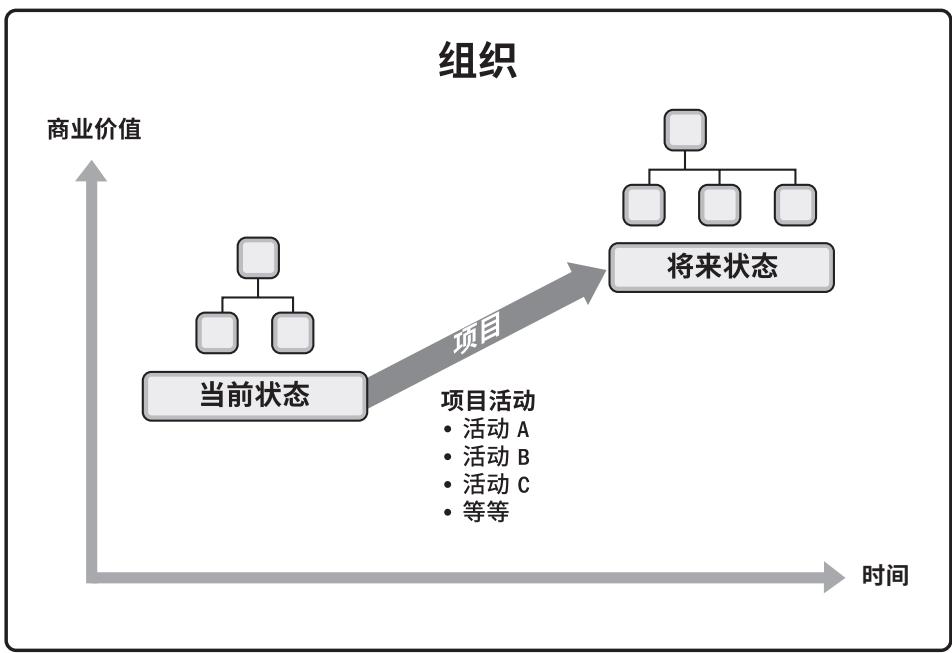 组织
商业价值
将来状态
项目
当前状态
项目活动
• 活动 A
• 活动 B
• 活动 C
• 等等
时间